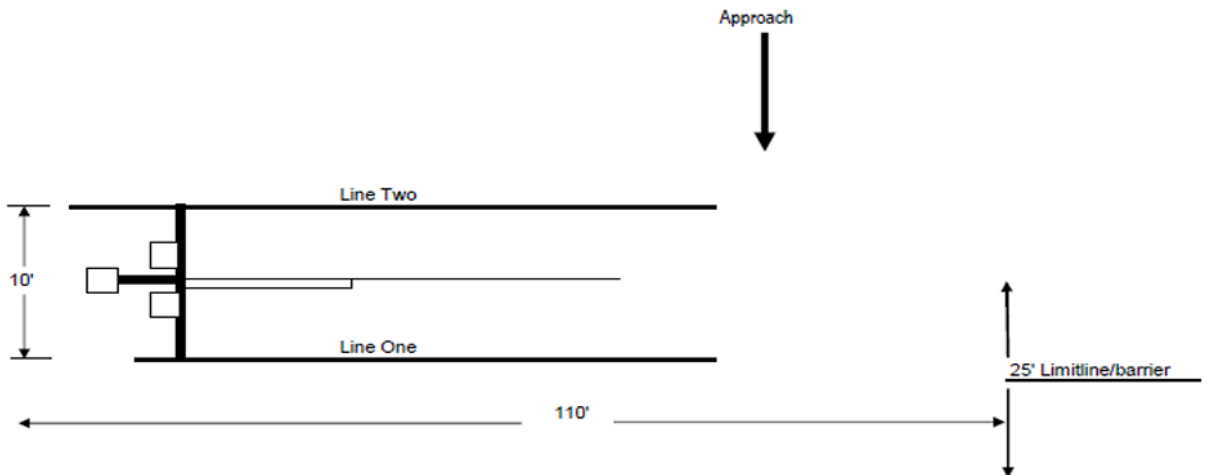 Approach
Line Two
10'
Line One
25' Limitline/barrier
110'